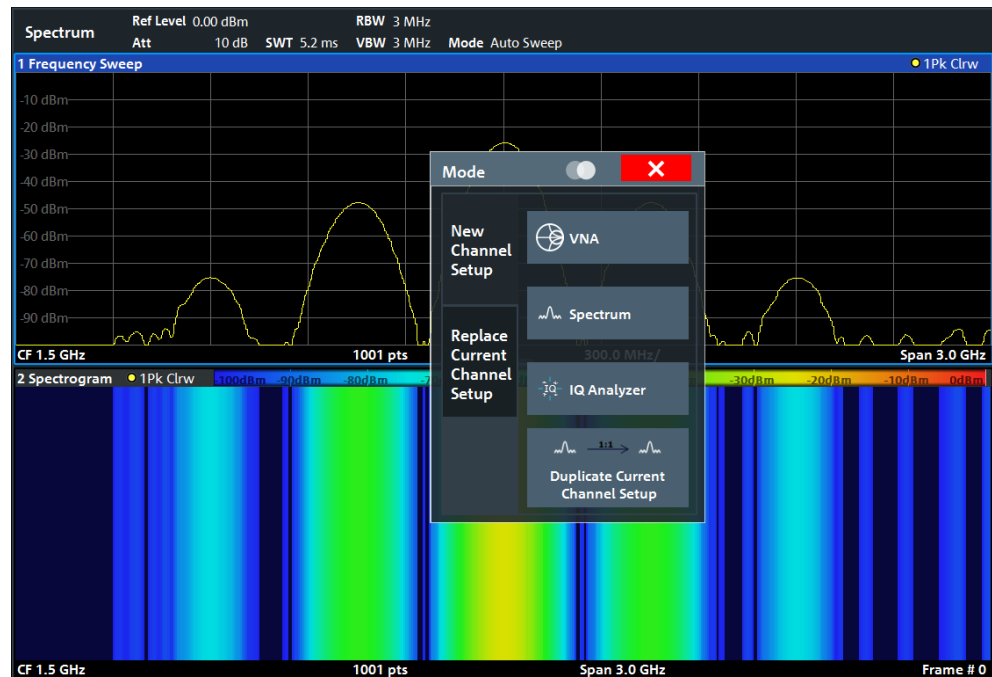 Spectrum
Ref Level 0.00 dBm RBW 3 MHz
Att 10 dB SWT 5.2 ms VBW 3 MHz Mode Auto Sweep
1 Frequency Sweep 1Pk Clrw
-10 dBm
-20 dBm
-30 dBm
-40 dBm
-50 dBm
-60 dBm
-70 dBm
-80 dBm
-90 dBm
CF 1.5 GHz 1001 pts 300.0 MHz/ Span 3.0 GHz
Mode
New
Channel
Setup
Replace
Current
Channel
Setup
VNA
Spectrum
IQ
IQ Analyzer
1:1
Duplicate Current
Channel Setup
2 Spectrogram 1Pk Clrw -100dBm -90dBm -80dBm -30dBm -20dBm -10dBm 0dBm
CF 1.5 GHz 1001 pts Span 3.0 GHz Frame # 0